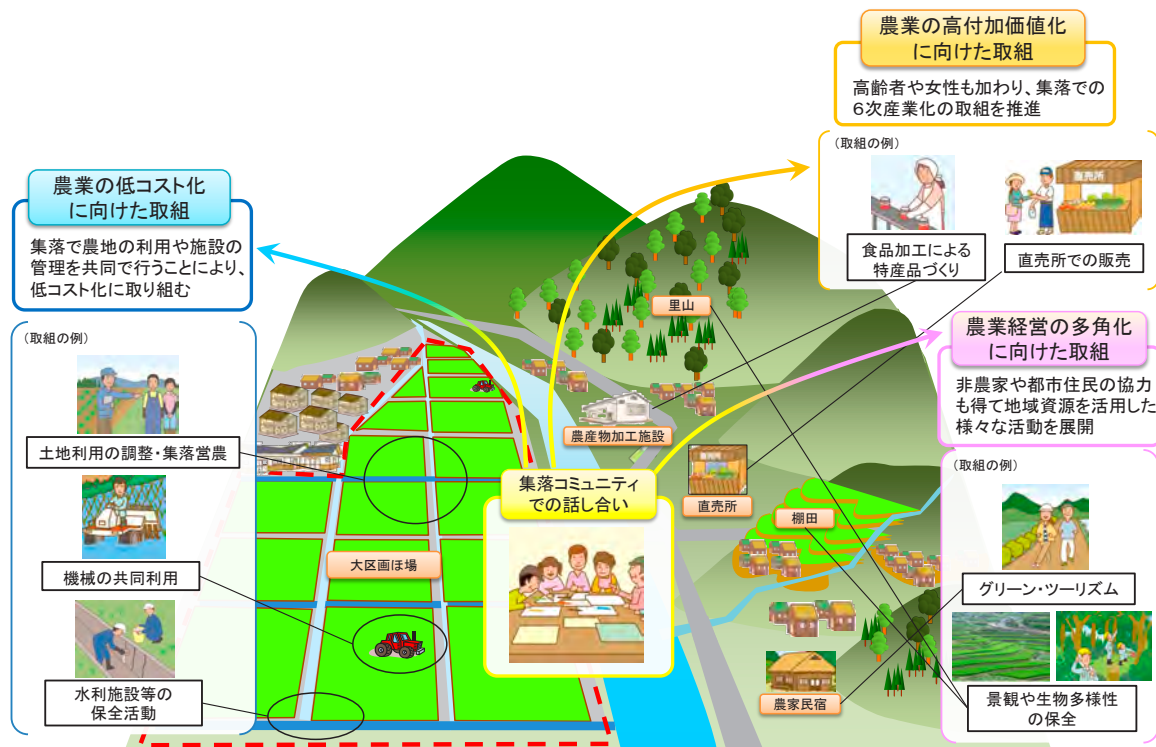 農業の高付加価値化
に向けた取組
高齢者や女性も加わり、集落での
6次産業化の取組を推進
(取組の例)
直売所
食品加工による
特産品づくり
直売所での販売
農業の低コスト化
に向けた取組
集落で農地の利用や施設の
管理を共同で行うことにより、
低コスト化に取り組む
(取組の例)
土地利用の調整・集落営農
機械の共同利用
水利施設等の
保全活動
里山
農産物加工施設
直売所
直売所
棚田
大区画ほ場
農家民宿
集落コミュニティ
での話し合い
農業経営の多角化
に向けた取組
非農家や都市住民の協力
も得て地域資源を活用した
様々な活動を展開
(取組の例)
グリーン・ツーリズム
景観や生物多様性
の保全